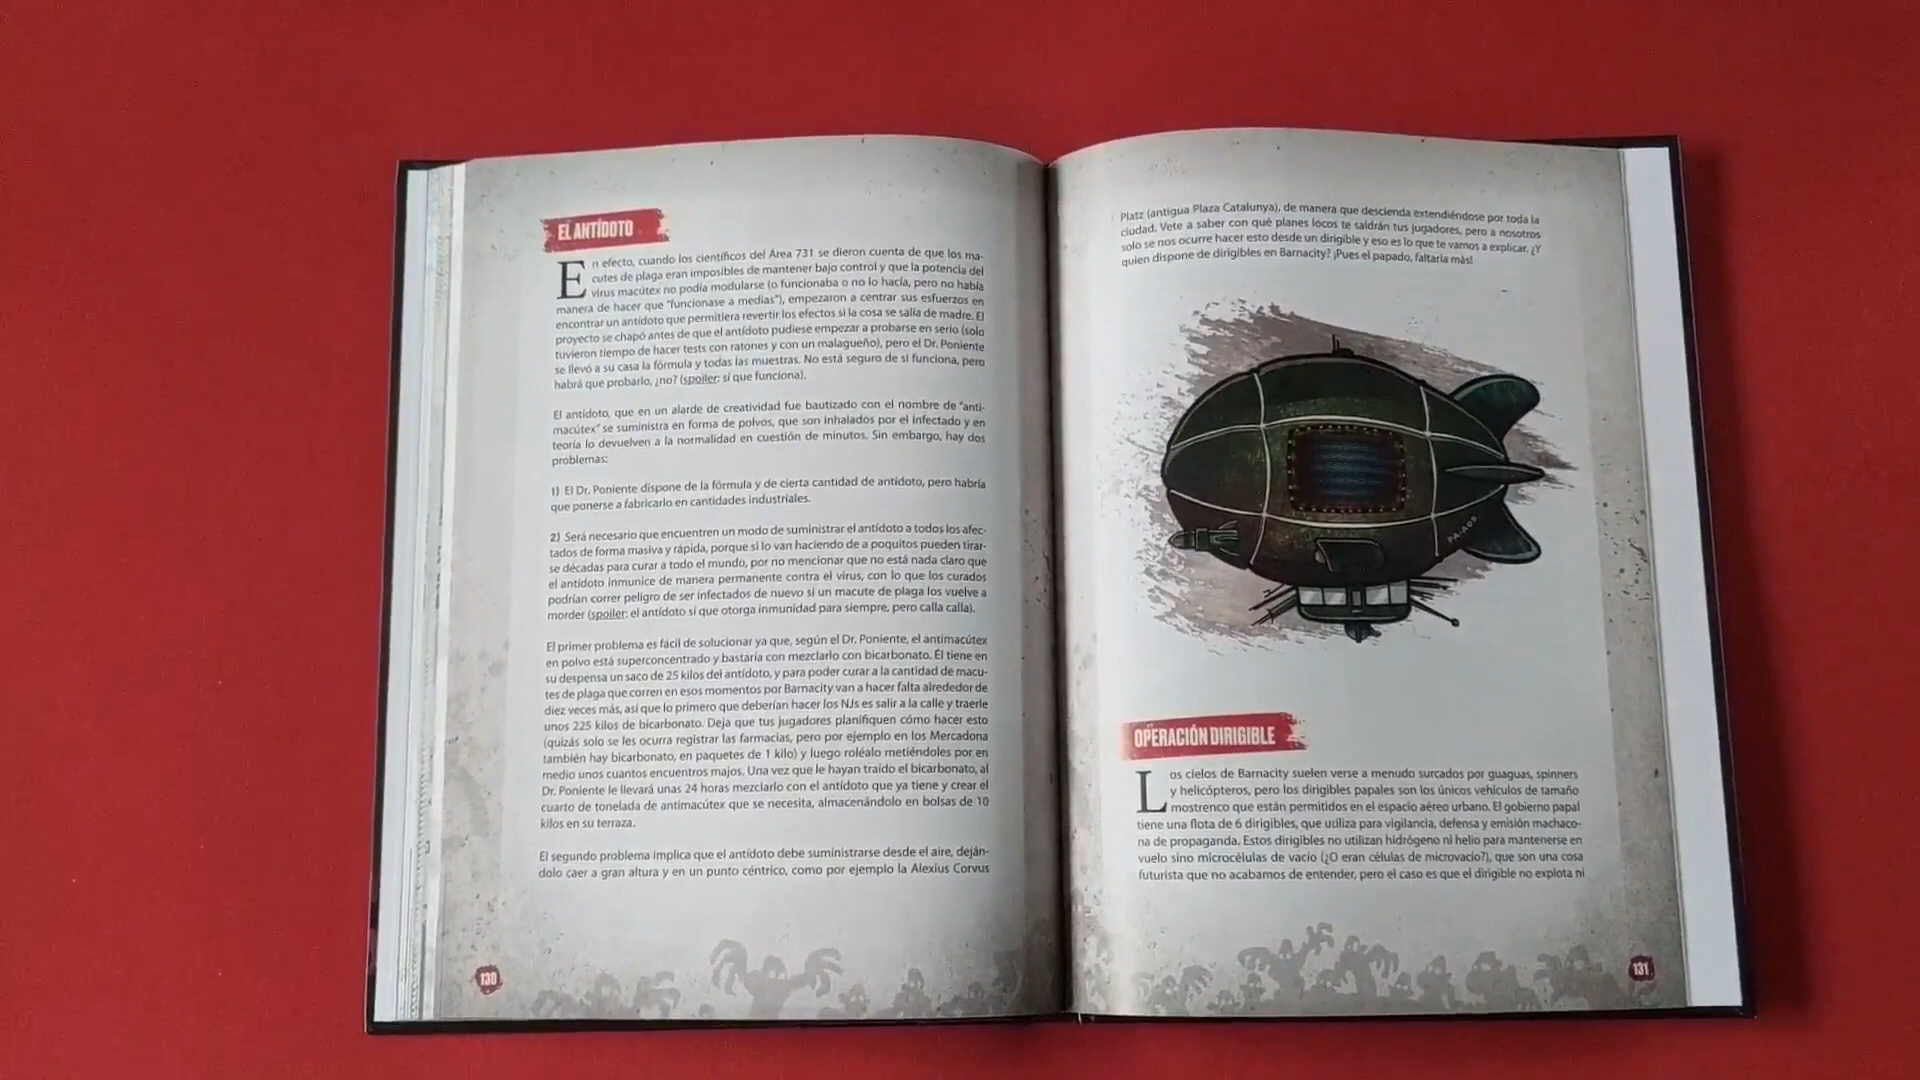 EL ANTÍDOTO
En efecto, cuando los científicos del Área 731 se dieron cuenta de que los ma-
cutes de plaga eran imposibles de mantener bajo control y que la potencia del
virus macútex no podía modularse (o funcionaba o no lo hacía, pero no había
manera de hacer que "funcionase a medias"), empezaron a centrar sus esfuerzos en
encontrar un antídoto que permitiera revertir los efectos si la cosa se salía de madre. El
proyecto se chapó antes de que el antídoto pudiese empezar a probarse en serio (solo
tuvieron tiempo de hacer tests con ratones y con un malagueño), pero el Dr. Poniente
se llevó a su casa la fórmula y todas las muestras. No está seguro de si funciona, pero
habrá que probarlo, ¿no? (spoiler: sí que funciona).
El antídoto, que en un alarde de creatividad fue bautizado con el nombre de "anti-
macútex" se suministra en forma de polvos, que son inhalados por el infectado y en
teoría lo devuelven a la normalidad en cuestión de minutos. Sin embargo, hay dos
problemas:
1) El Dr. Poniente dispone de la fórmula y de cierta cantidad de antídoto, pero habría
que ponerse a fabricarlo en cantidades industriales.
2) Será necesario que encuentren un modo de suministrar el antídoto a todos los afec-
tados de forma masiva y rápida, porque si lo van haciendo de a poquitos pueden tirar-
se décadas para curar a todo el mundo, por no mencionar que no está nada claro que
el antídoto inmunice de manera permanente contra el virus, con lo que los curados
podrían correr peligro de ser infectados de nuevo si un macute de plaga los vuelve a
morder (spoiler: el antídoto sí que otorga inmunidad para siempre, pero calla calla).
El primer problema es fácil de solucionar ya que, según el Dr. Poniente, el antimacútex
en polvo está superconcentrado y bastaría con mezclarlo con bicarbonato. Él tiene en
su despensa un saco de 25 kilos del antídoto, y para poder curar a la cantidad de macu-
tes de plaga que corren en esos momentos por Barnacity van a hacer falta alrededor de
diez veces más, así que lo primero que deberían hacer los NJs es salir a la calle y traerle
unos 225 kilos de bicarbonato. Deja que tus jugadores planifiquen cómo hacer esto
(quizás solo se les ocurra registrar las farmacias, pero por ejemplo en los Mercadona
también hay bicarbonato, en paquetes de 1 kilo) y luego roléalo metiéndoles por en
medio unos cuantos encuentros majos. Una vez que le hayan traído el bicarbonato, al
Dr. Poniente le llevará unas 24 horas mezclarlo con el antídoto que ya tiene y crear el
cuarto de tonelada de antimacútex que se necesita, almacenándolo en bolsas de 10
kilos en su terraza.
El segundo problema implica que el antídoto debe suministrarse desde el aire, deján-
dolo caer a gran altura y en un punto céntrico, como por ejemplo la Alexius Corvus
130
Platz (antigua Plaza Catalunya), de manera que descienda extendiéndose por toda la
ciudad. Vete a saber con qué planes locos te saldrán tus jugadores, pero a nosotros
solo se nos ocurre hacer esto desde un dirigible y eso es lo que te vamos a explicar. ¿Y
quien dispone de dirigibles en Barnacity? ¡Pues el papado, faltaría más!
OPERACIÓN DIRIGIBLE
Los cielos de Barnacity suelen verse a menudo surcados por guaguas, spinners
y helicópteros, pero los dirigibles papales son los únicos vehículos de tamaño
mostrenco que están permitidos en el espacio aéreo urbano. El gobierno papal
tiene una flota de 6 dirigibles, que utiliza para vigilancia, defensa y emisión machaco-
na de propaganda. Estos dirigibles no utilizan hidrógeno ni helio para mantenerse en
vuelo sino microcélulas de vacío (¿O eran células de microvacío?), que son una cosa
futurista que no acabamos de entender, pero el caso es que el dirigible no explota ni
131